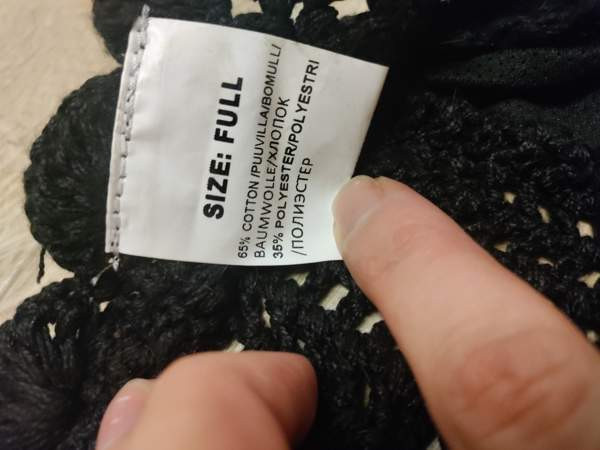 SIZE: FULL
65% COTTON/PUUVILLA/BOMULL/
BAUMWOLLE/ХЛОПОК
35% POLYESTER/POLYESTRI
/ПОЛИЭСТЕР